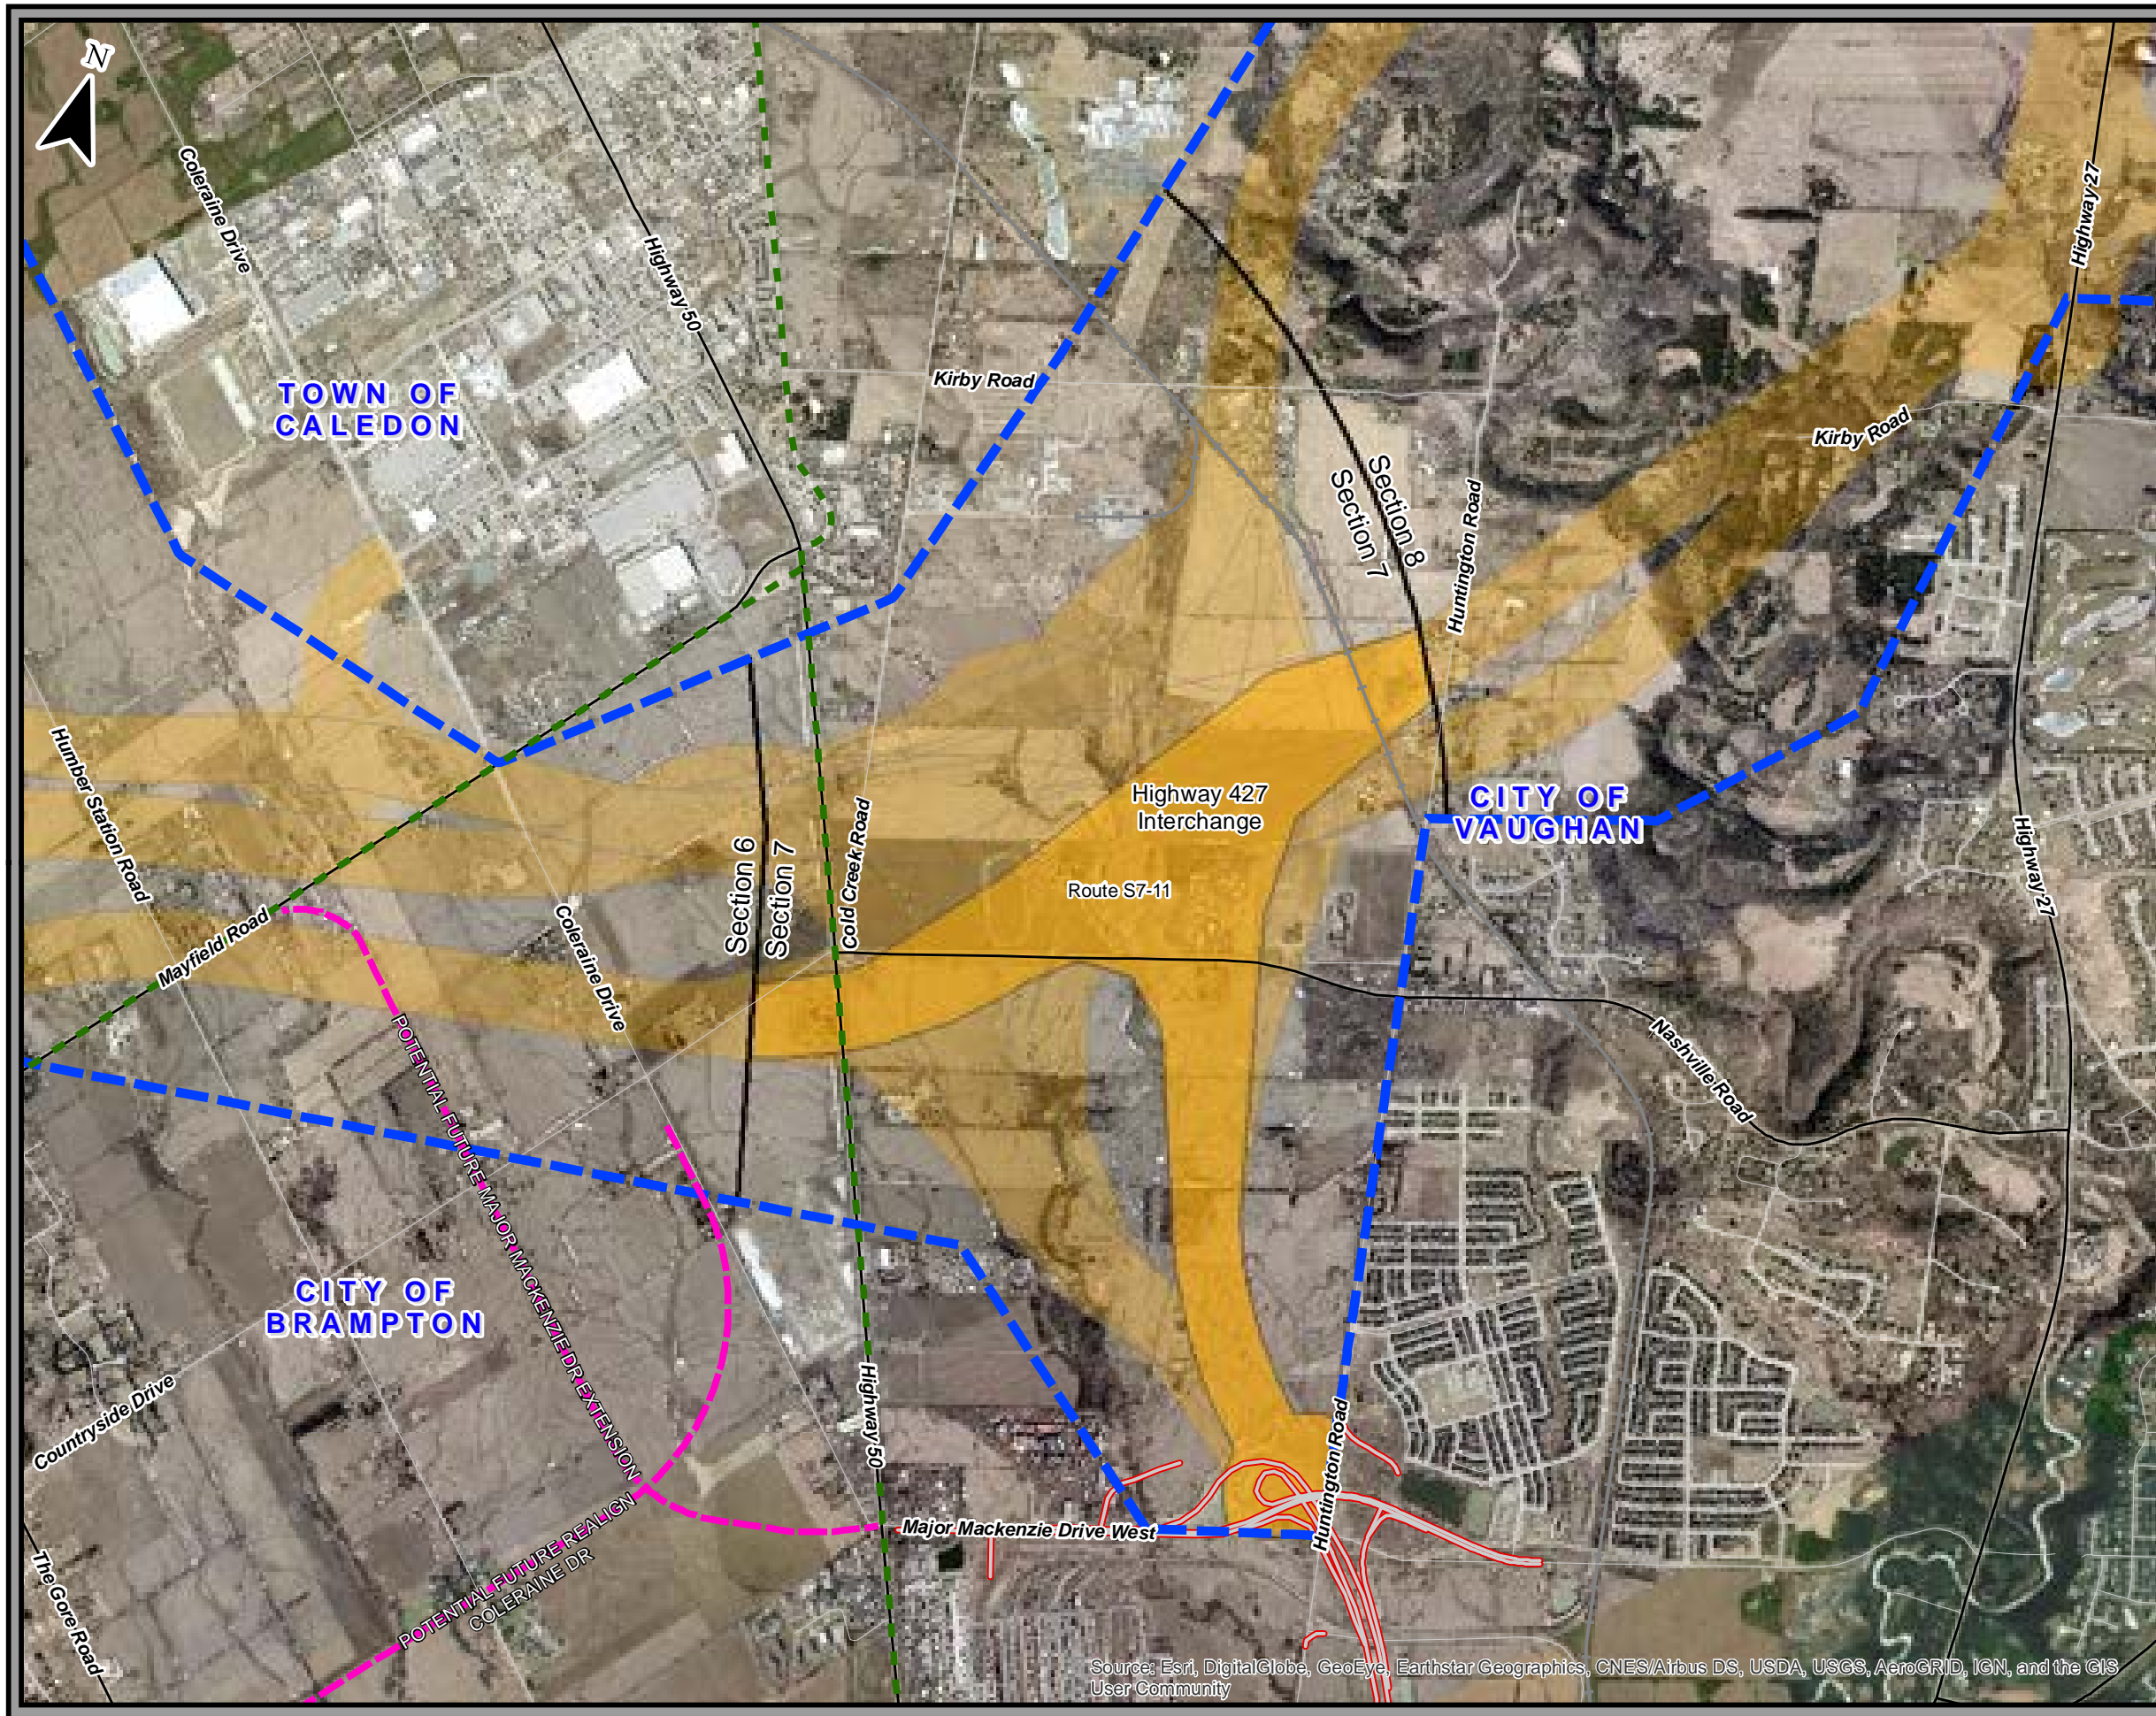 N
Coleraine Drive
Highway 50
Highway 27
TOWN OF
CALEDON
Kirby Road
Kirby Road
Section 8
Section 7
Huntington Road
Humber Station Road
Highway 427
Interchange
CITY OF
VAUGHAN
Section 6
Section 7
Cold Creek Road
Route S7-11
Highway 27
Mayfield Road
Coleraine Drive
Nashville Road
POTENTIAL FUTURE MAJOR MACKENZIE DR EXTENSION
CITY OF
BRAMPTON
Countryside Drive
Highway 50
Huntington Road
Major Mackenzie Drive West
POTENTIAL FUTURE REALIGN
COLERAINE DR
The Gore Road
Source: Esri, DigitalGlobe, GeoEye, Earthstar Geographics, CNES/Airbus DS, USDA, USGS, AeroGRID, IGN, and the GIS
User Community